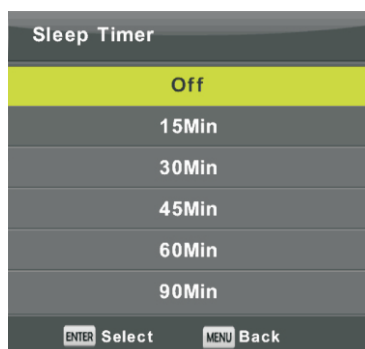 Sleep Timer
Off
15Min
30Min
45Min
60Min
90Min
ENTER Select MENU Back